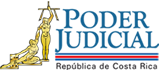 PODER
JUDICIAL
República de Costa Rica